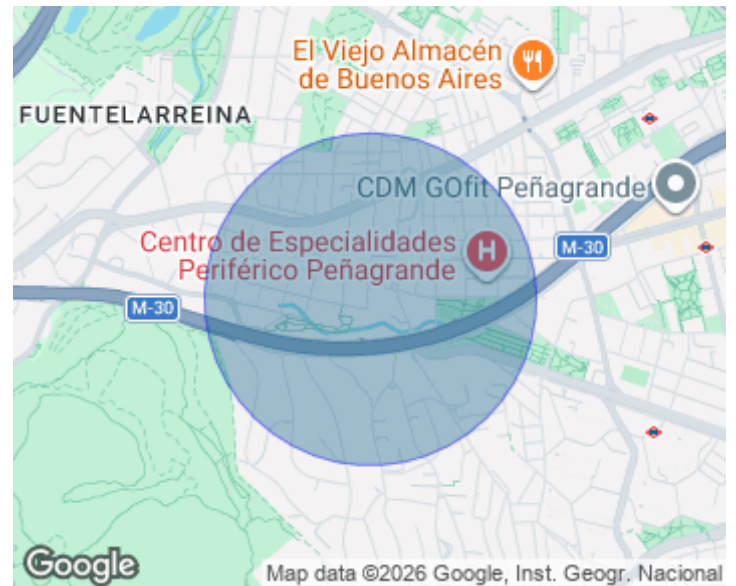 El Viejo Almacén
de Buenos Aires
FUENTELARREINA
CDM GOfit Peñagrande
Centro de Especialidades
Periférico Peñagrande
H
M-30
M-30
Google
Map data ©2026 Google, Inst. Geogr. Nacional